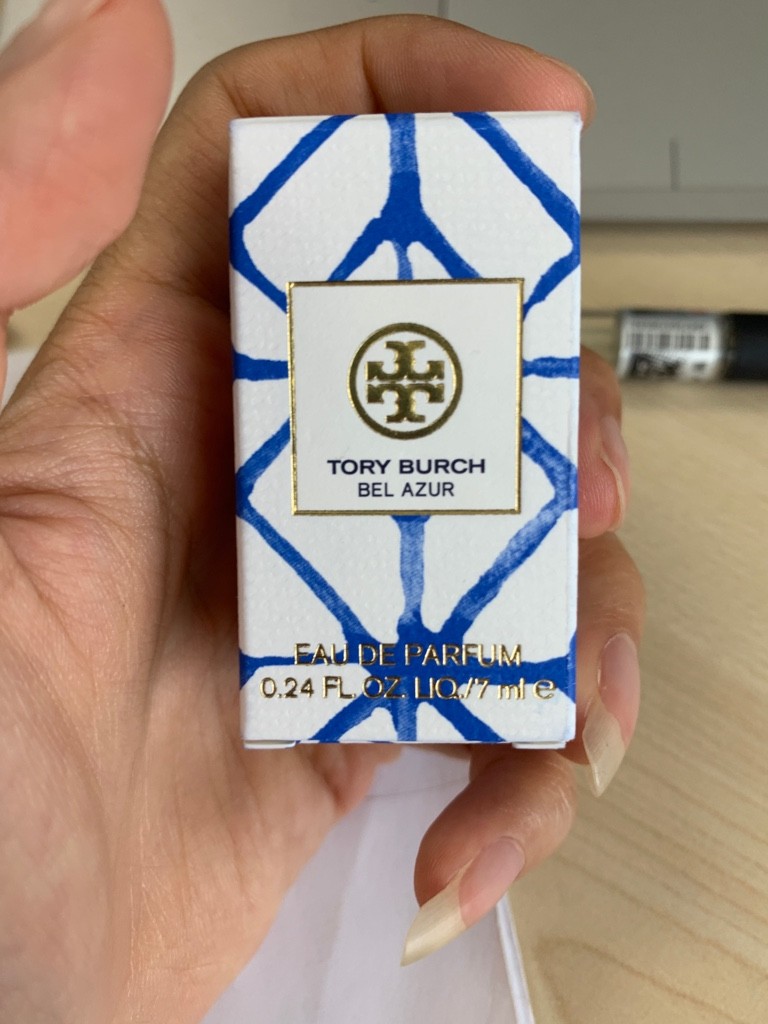 TORY BURCH
BEL AZUR
EAU DE PARFUM
0.24 FL. OZ. LIQ./7 ml ℮